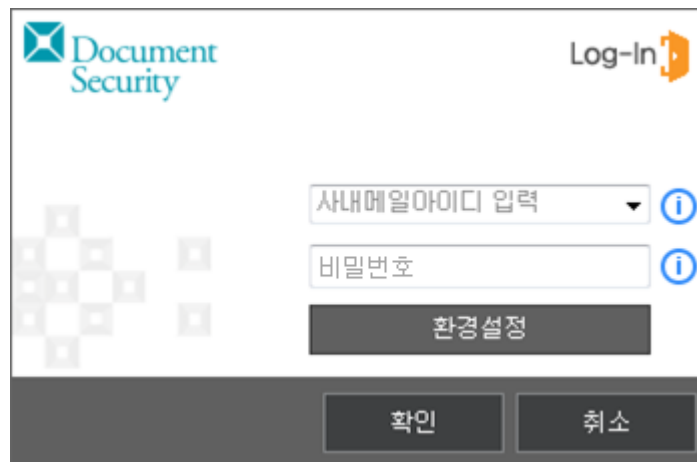 Document
Security
Log-In
사내메일아이디 입력
비밀번호
환경설정
확인
취소